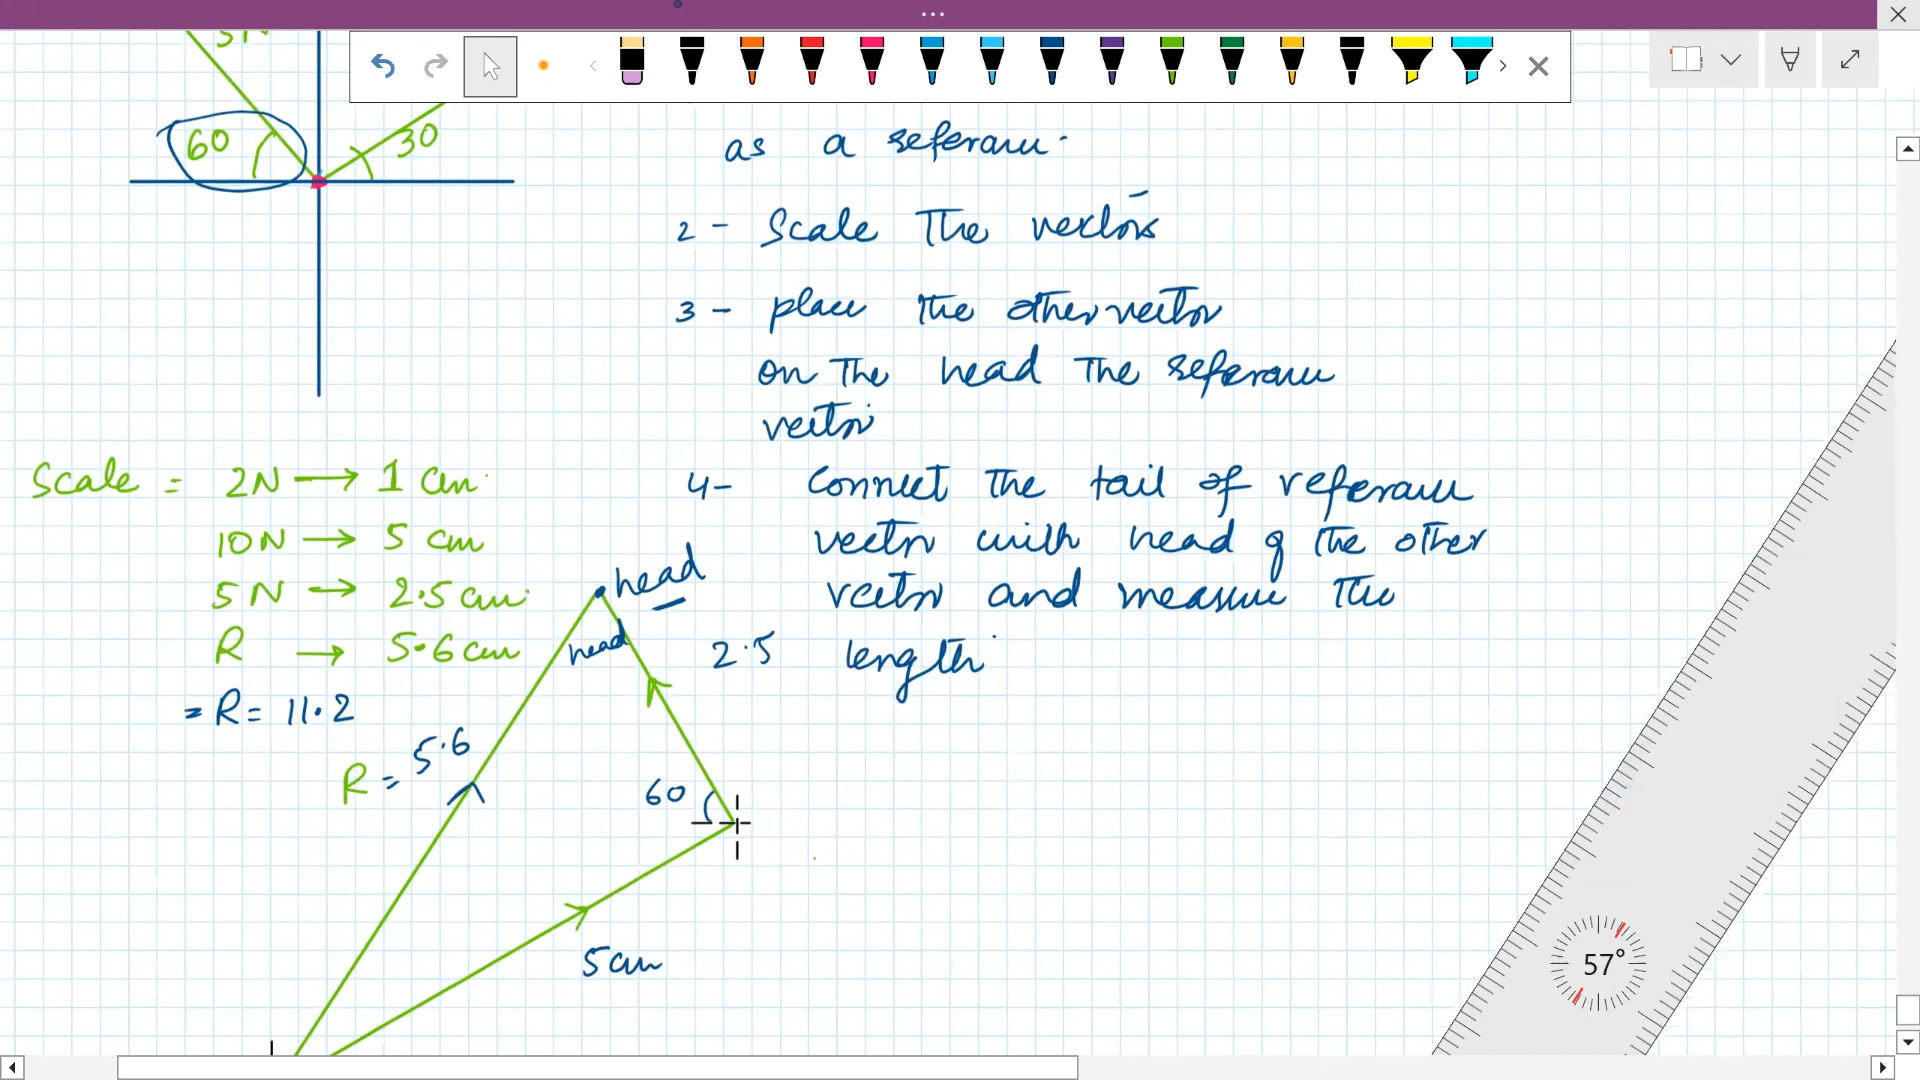 5N
60
30
as a referance
2 - Scale The vectors
3 - place the other vector
on The head the referance
vector
Scale = 2N → 1 cm
10N → 5 cm
5N → 2.5 cm
R → 5.6 cm
= R = 11.2
4- Connect the tail of referance
vector with head of the other
vector and measure the
length
head
head
2.5
R = 5.6
60
5 cm
57°